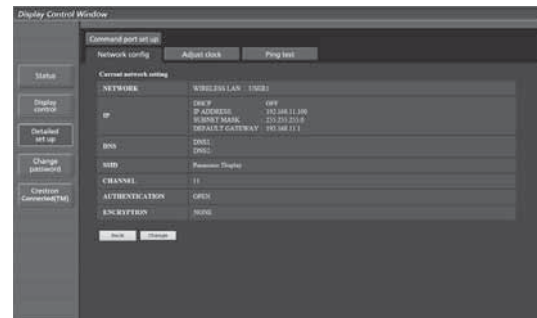 Display Control Window
Command port set up
Network config Adjust clock Ping test
Status
Display control
Detailed set up
Change password
Crestron Connected(TM)
Current network setting
NETWORK WIRELESS LAN : USER1
IP DHCP : OFF
IP ADDRESS : 192.168.11.100
SUBNET MASK : 255.255.255.0
DEFAULT GATEWAY : 192.168.11.1
DNS DNS1:
DNS2:
SSID Panasonic Display
CHANNEL 11
AUTHENTICATION OPEN
ENCRYPTION NONE
Back Change